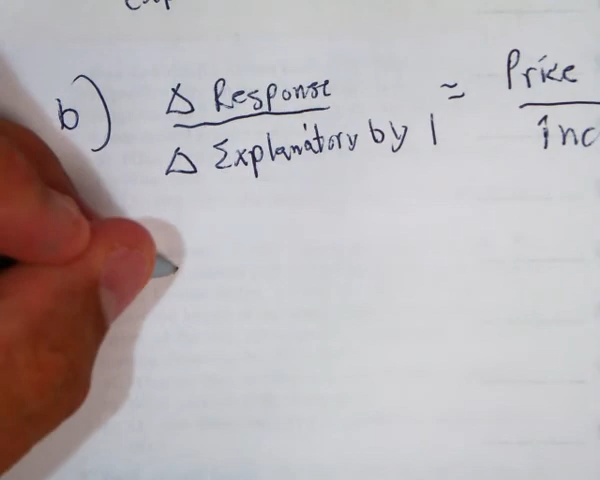 b) Δ Response = Price
Δ Explanatory by 1 inc